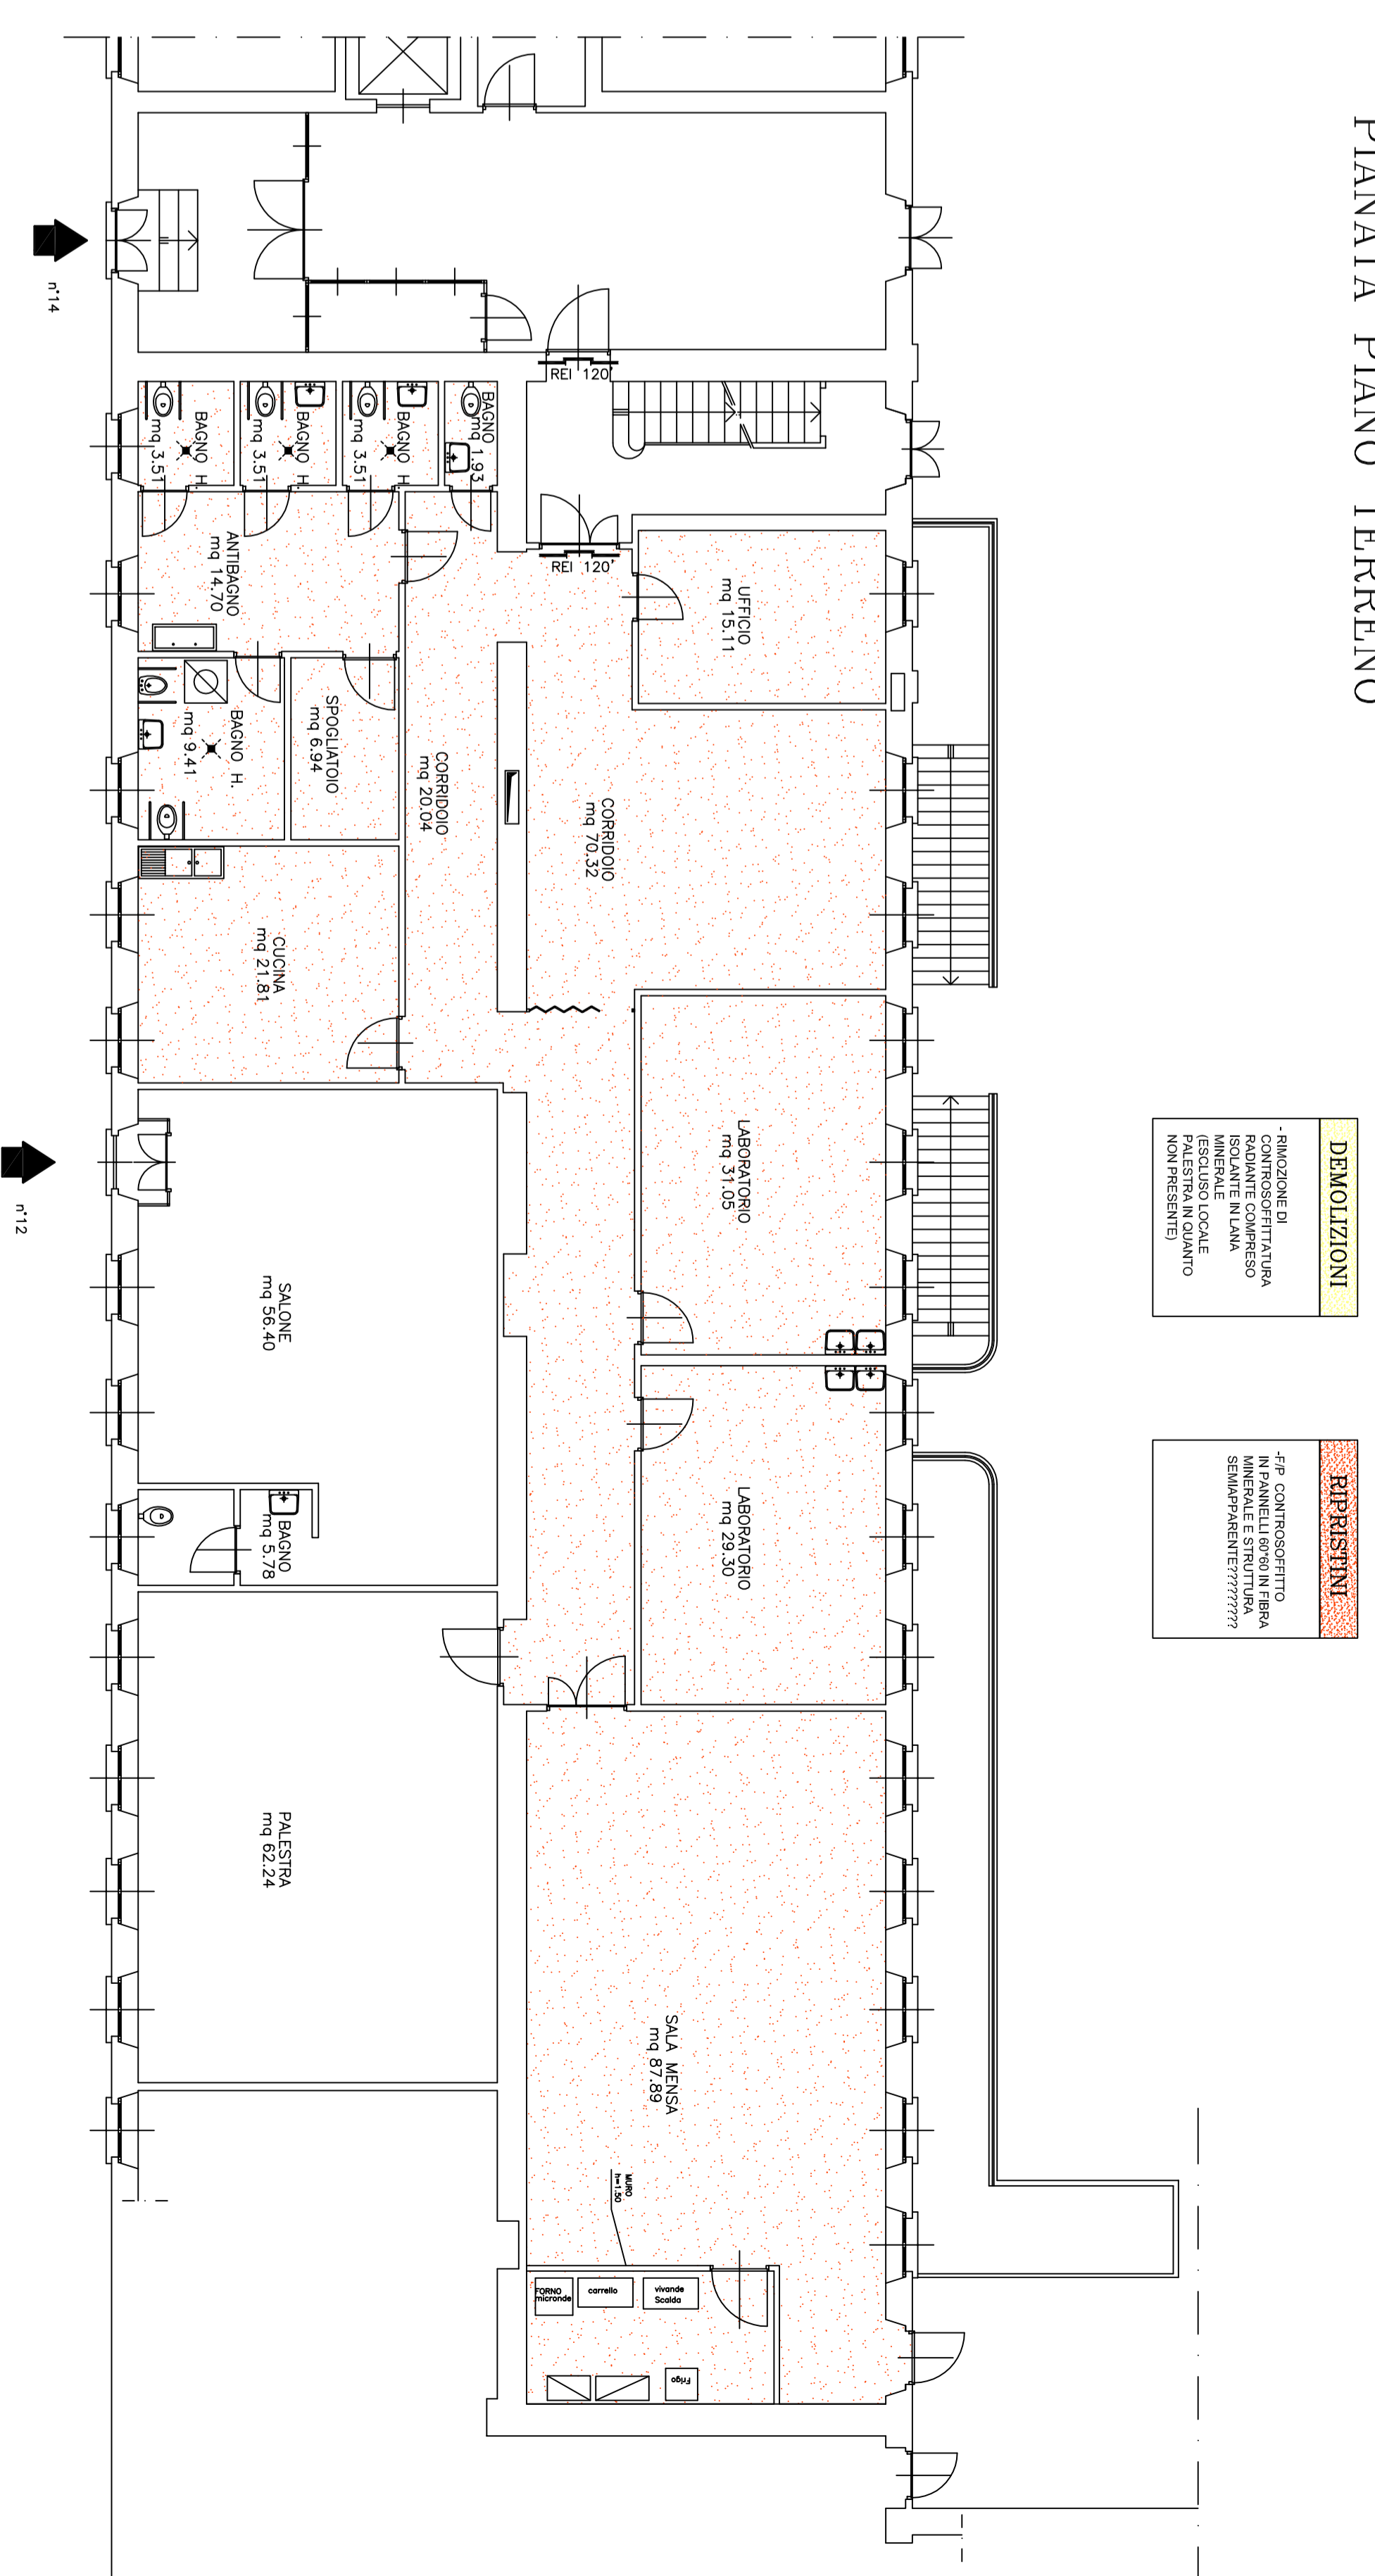 PIANATA PIANO TERRENO
DEMOLIZIONI
- RIMOZIONE DI
CONTROSOFFITTATURA
RADIANTE COMPRESO
ISOLANTE IN LANA
MINERALE
(ESCLUSO LOCALE
PALESTRA IN QUANTO
NON PRESENTE)
RIPRISTINI
-F/P CONTROSOFFITTO
IN PANNELLI 60*60 IN FIBRA
MINERALE E STRUTTURA
SEMIAPPARENTE?????????
UFFICIO
mq 15.11
LABORATORIO
mq 31.05
LABORATORIO
mq 29.30
SALA MENSA
mq 87.89
MURO
h=1.50
vivande
Scalda
carrello
FORNO
micronde
Frigo
REI 120'
REI 120'
CORRIDOIO
mq 70.32
BAGNO
mq 1.93
BAGNO H.
mq 3.51
BAGNO H.
mq 3.51
BAGNO H.
mq 3.51
CORRIDOIO
mq 20.04
SPOGLIATOIO
mq 6.94
ANTIBAGNO
mq 14.70
BAGNO H.
mq 9.41
CUCINA
mq 21.81
SALONE
mq 56.40
BAGNO
mq 5.78
PALESTRA
mq 62.24
n°14
n°12